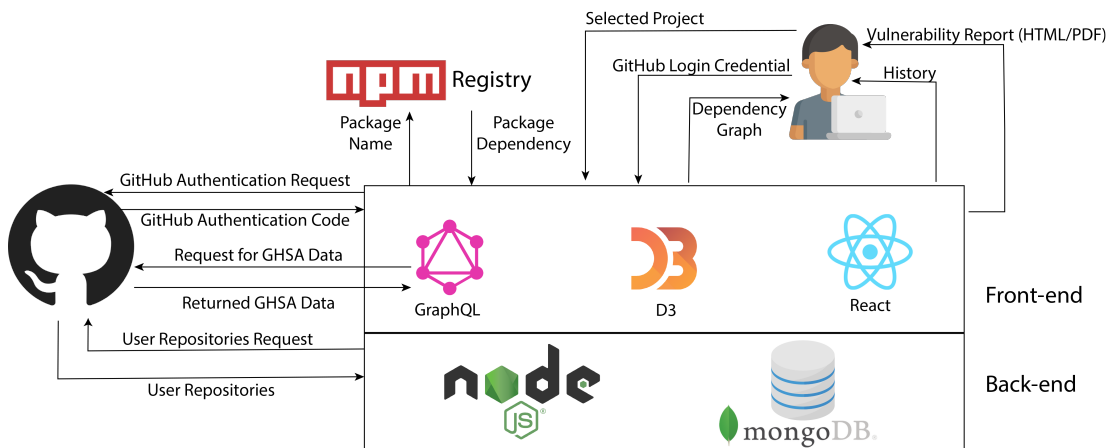 Selected Project
Vulnerability Report (HTML/PDF)
GitHub Login Credential
History
npm Registry
Dependency
Graph
Package
Name
Package
Dependency
GitHub Authentication Request
GitHub Authentication Code
Request for GHSA Data
Returned GHSA Data
GraphQL
D3
D3
React
Front-end
User Repositories Request
User Repositories
node
JS®
Back-end
mongoDB®